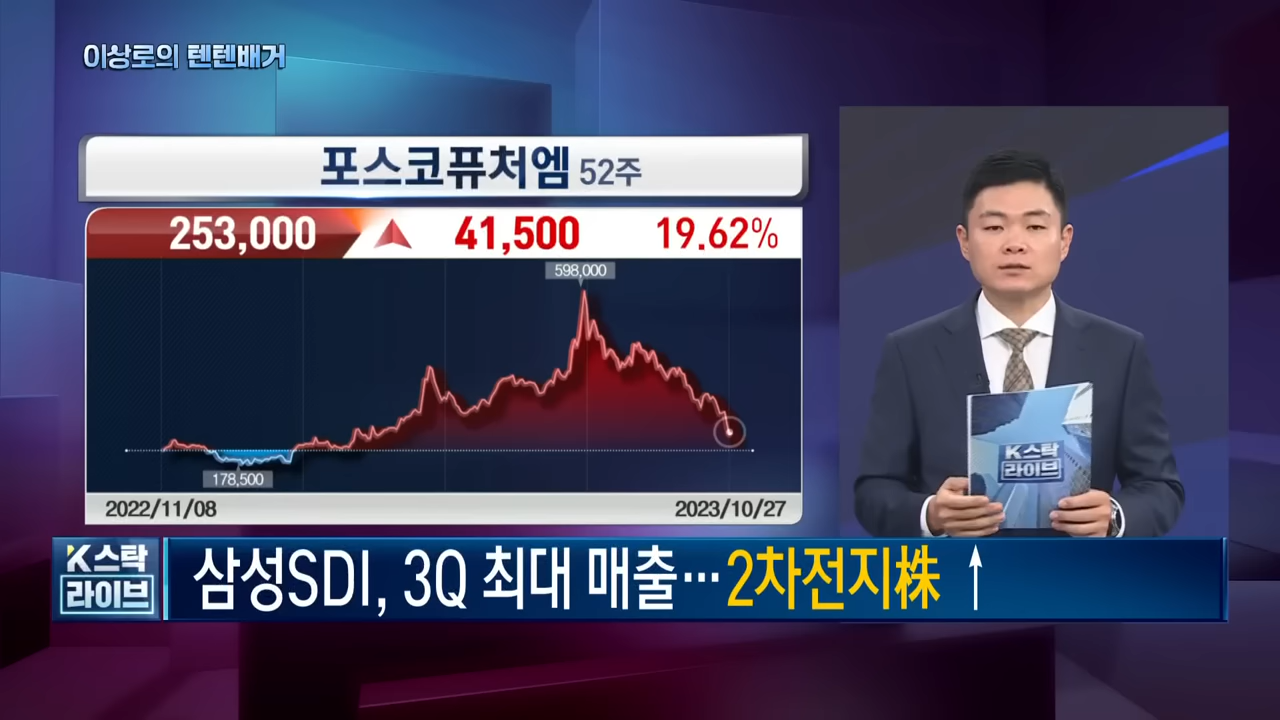 이상로의 텐텐배거
포스코퓨처엠 52주
253,000 ▲ 41,500 19.62%
598,000
178,500
2022/11/08 2023/10/27
K스탁
라이브
K스탁
라이브
삼성SDI, 3Q 최대 매출…2차전지株 ↑